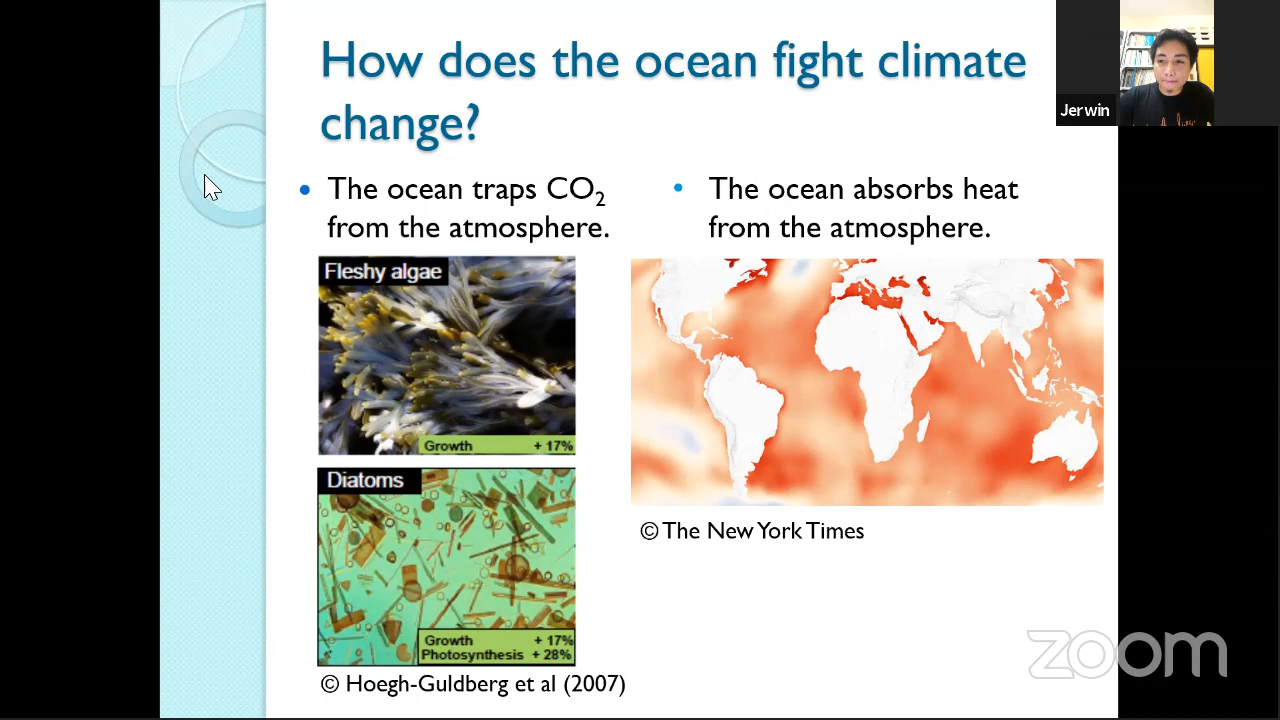 How does the ocean fight climate
change?
Jerwin
• The ocean traps CO₂
from the atmosphere.
• The ocean absorbs heat
from the atmosphere.
Fleshy algae
Growth + 17%
Diatoms
Growth + 17%
Photosynthesis + 28%
© Hoegh-Guldberg et al (2007)
© The New York Times
zoom